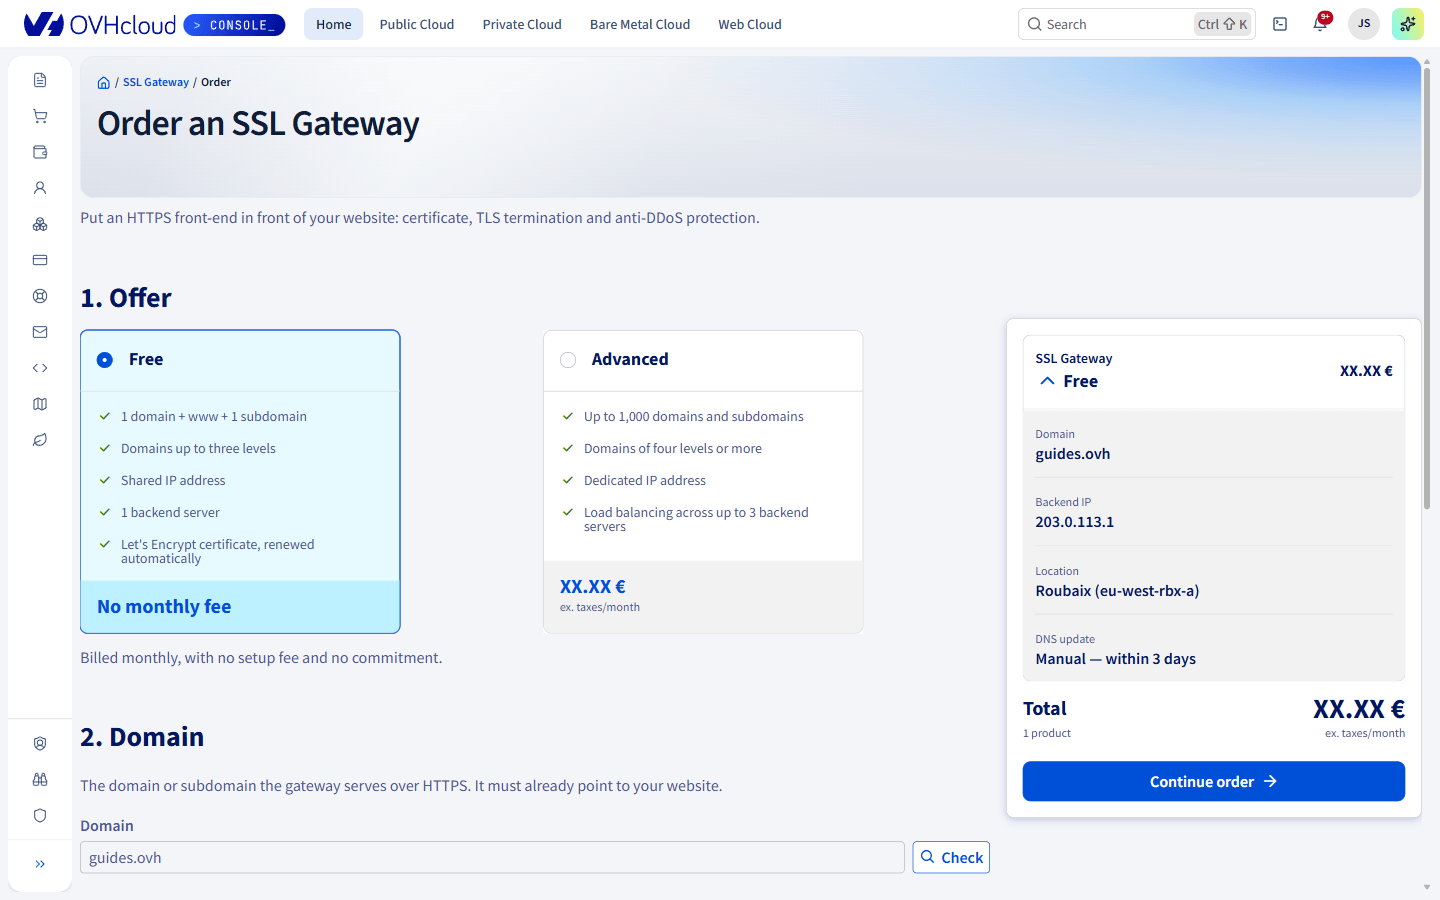 OVHcloud
> CONSOLE_
Home
Public Cloud
Private Cloud
Bare Metal Cloud
Web Cloud
Search
Ctrl ⇧ K
9+
JS
/ SSL Gateway / Order
Order an SSL Gateway
Put an HTTPS front-end in front of your website: certificate, TLS termination and anti-DDoS protection.
1. Offer
Free
1 domain + www + 1 subdomain
Domains up to three levels
Shared IP address
1 backend server
Let's Encrypt certificate, renewed
automatically
No monthly fee
Advanced
Up to 1,000 domains and subdomains
Domains of four levels or more
Dedicated IP address
Load balancing across up to 3 backend
servers
XX.XX €
ex. taxes/month
Billed monthly, with no setup fee and no commitment.
2. Domain
The domain or subdomain the gateway serves over HTTPS. It must already point to your website.
Domain
guides.ovh
Check
SSL Gateway
Free
XX.XX €
Domain
guides.ovh
Backend IP
203.0.113.1
Location
Roubaix (eu-west-rbx-a)
DNS update
Manual — within 3 days
Total
XX.XX €
1 product
ex. taxes/month
Continue order →